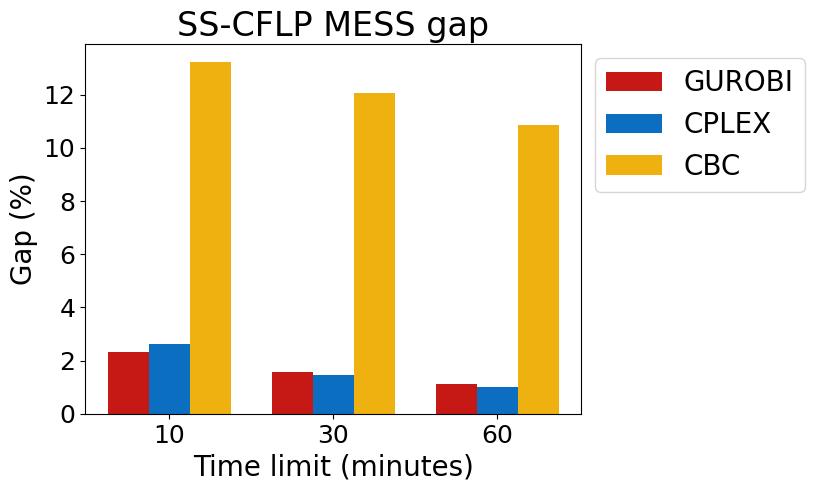 SS-CFLP MESS gap
Gap (%)
12
10
8
6
4
2
0
10
30
60
Time limit (minutes)
GUROBI
CPLEX
CBC